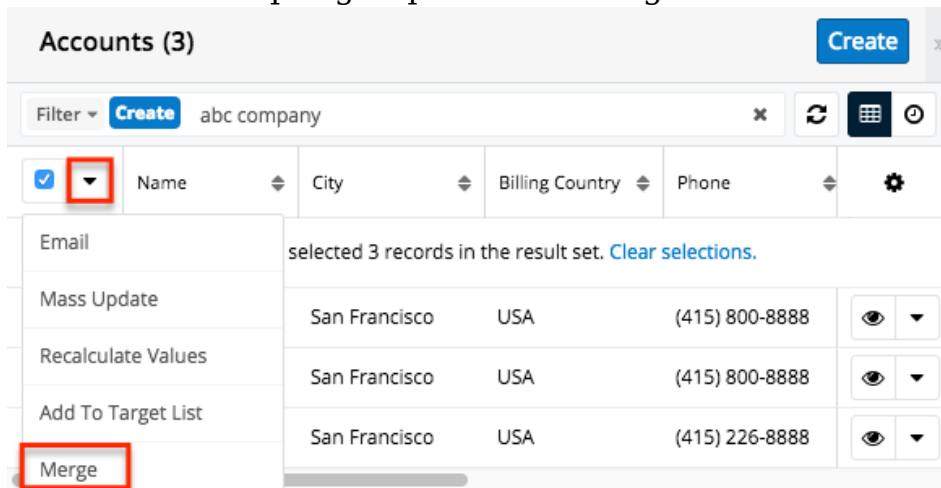 Accounts (3) Create
Filter Create abc company
Name City Billing Country Phone
Email
selected 3 records in the result set. Clear selections.
Mass Update
San Francisco USA (415) 800-8888
Recalculate Values
San Francisco USA (415) 800-8888
Add To Target List
San Francisco USA (415) 226-8888
Merge